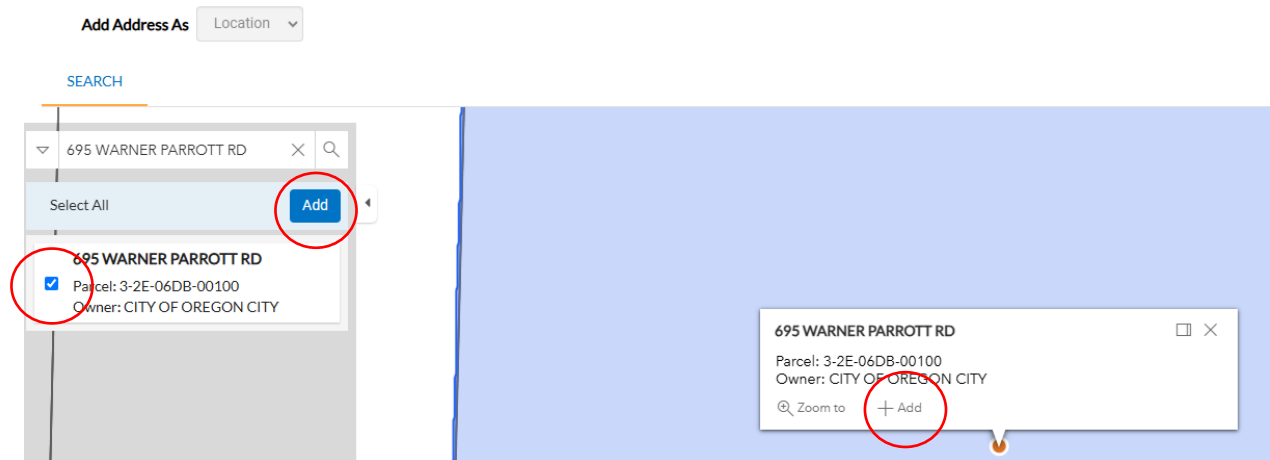 Add Address As Location
SEARCH
695 WARNER PARROTT RD
Select All Add
695 WARNER PARROTT RD
Parcel: 3-2E-06DB-00100
Owner: CITY OF OREGON CITY
695 WARNER PARROTT RD
Parcel: 3-2E-06DB-00100
Owner: CITY OF OREGON CITY
Zoom to Add